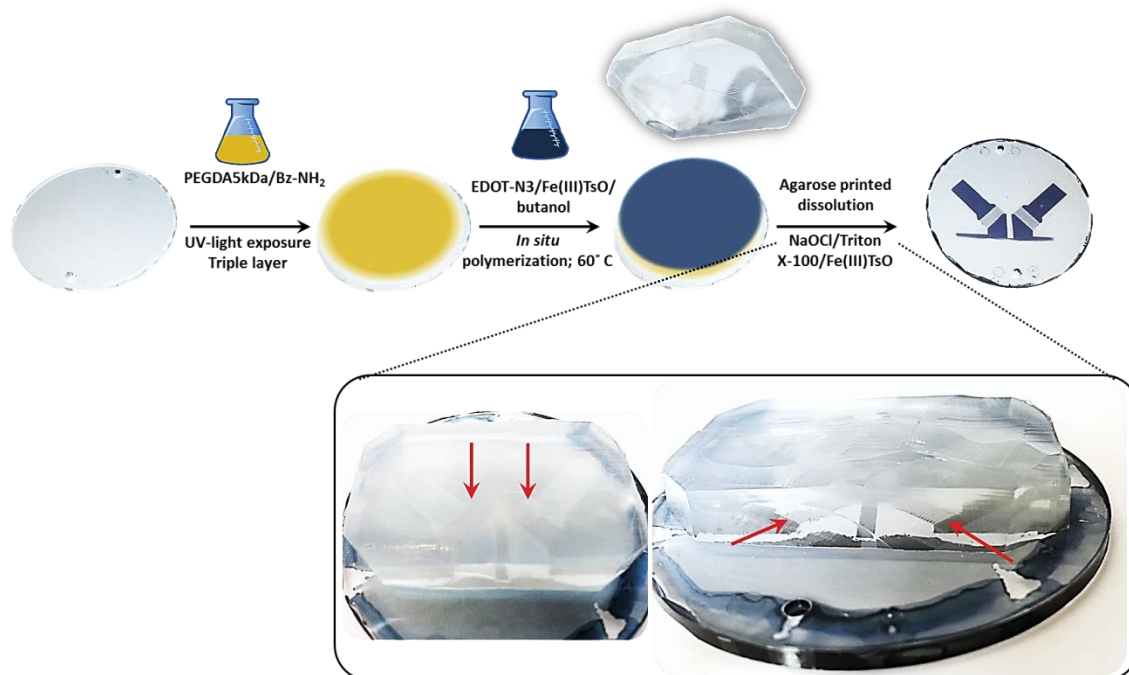 PEGDA5kDa/Bz-NH₂
UV-light exposure
Triple layer
EDOT-N3/Fe(III)TsO/
butanol
In situ
polymerization; 60˚ C
Agarose printed
dissolution
NaOCl/Triton
X-100/Fe(III)TsO